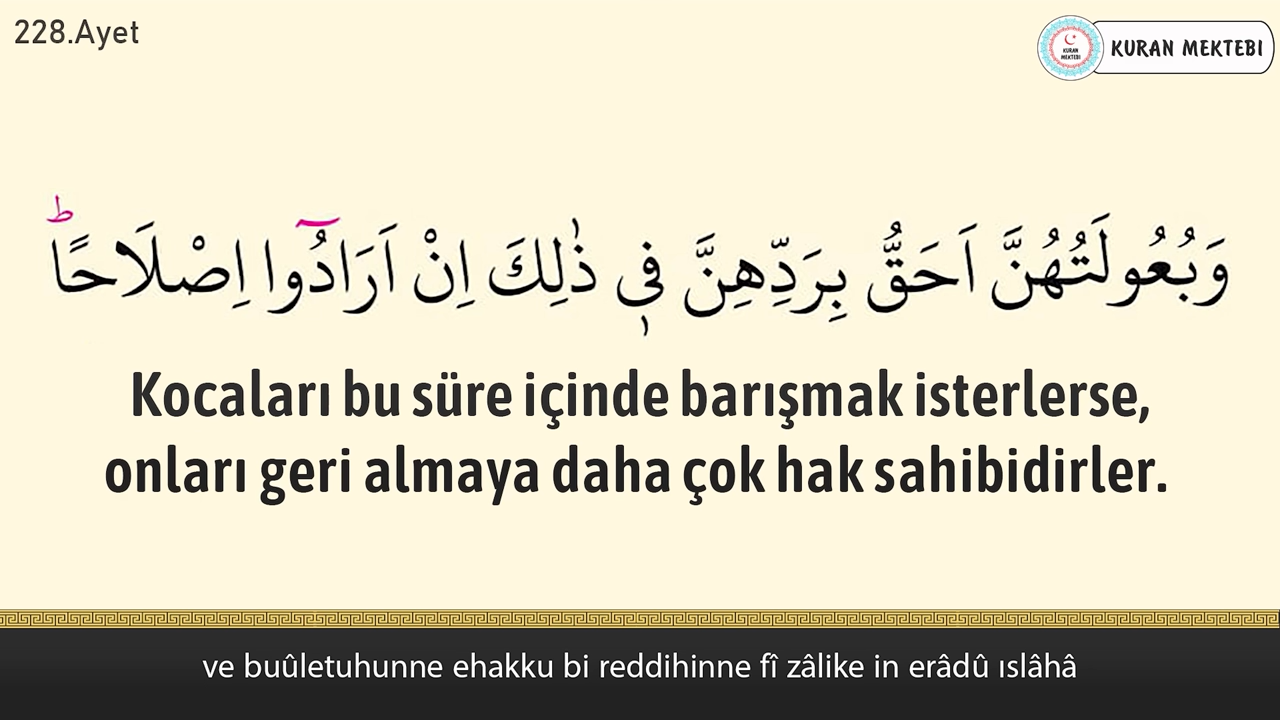 228.Ayet
KURAN MEKTEBI
KURAN
MEKTEBI
وَبُعُولَتُهُنَّ اَحَقُّ بِرَدِّهِنَّ فٖي ذٰلِكَ اِنْ اَرَادُٓوا اِصْلَاحًاؕ
Kocaları bu süre içinde barışmak isterlerse,
onları geri almaya daha çok hak sahibidirler.
ve buûletuhunne ehakku bi reddihinne fî zâlike in erâdû ıslâhâ